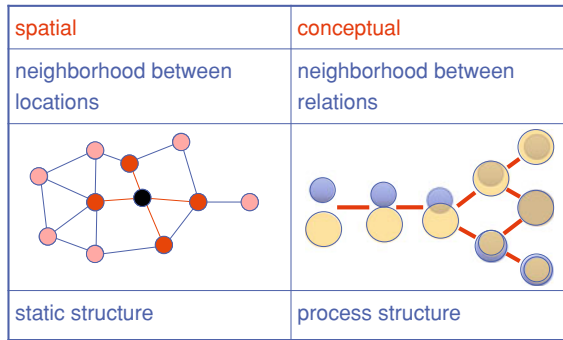 spatial
conceptual
neighborhood between
locations
neighborhood between
relations
static structure
process structure